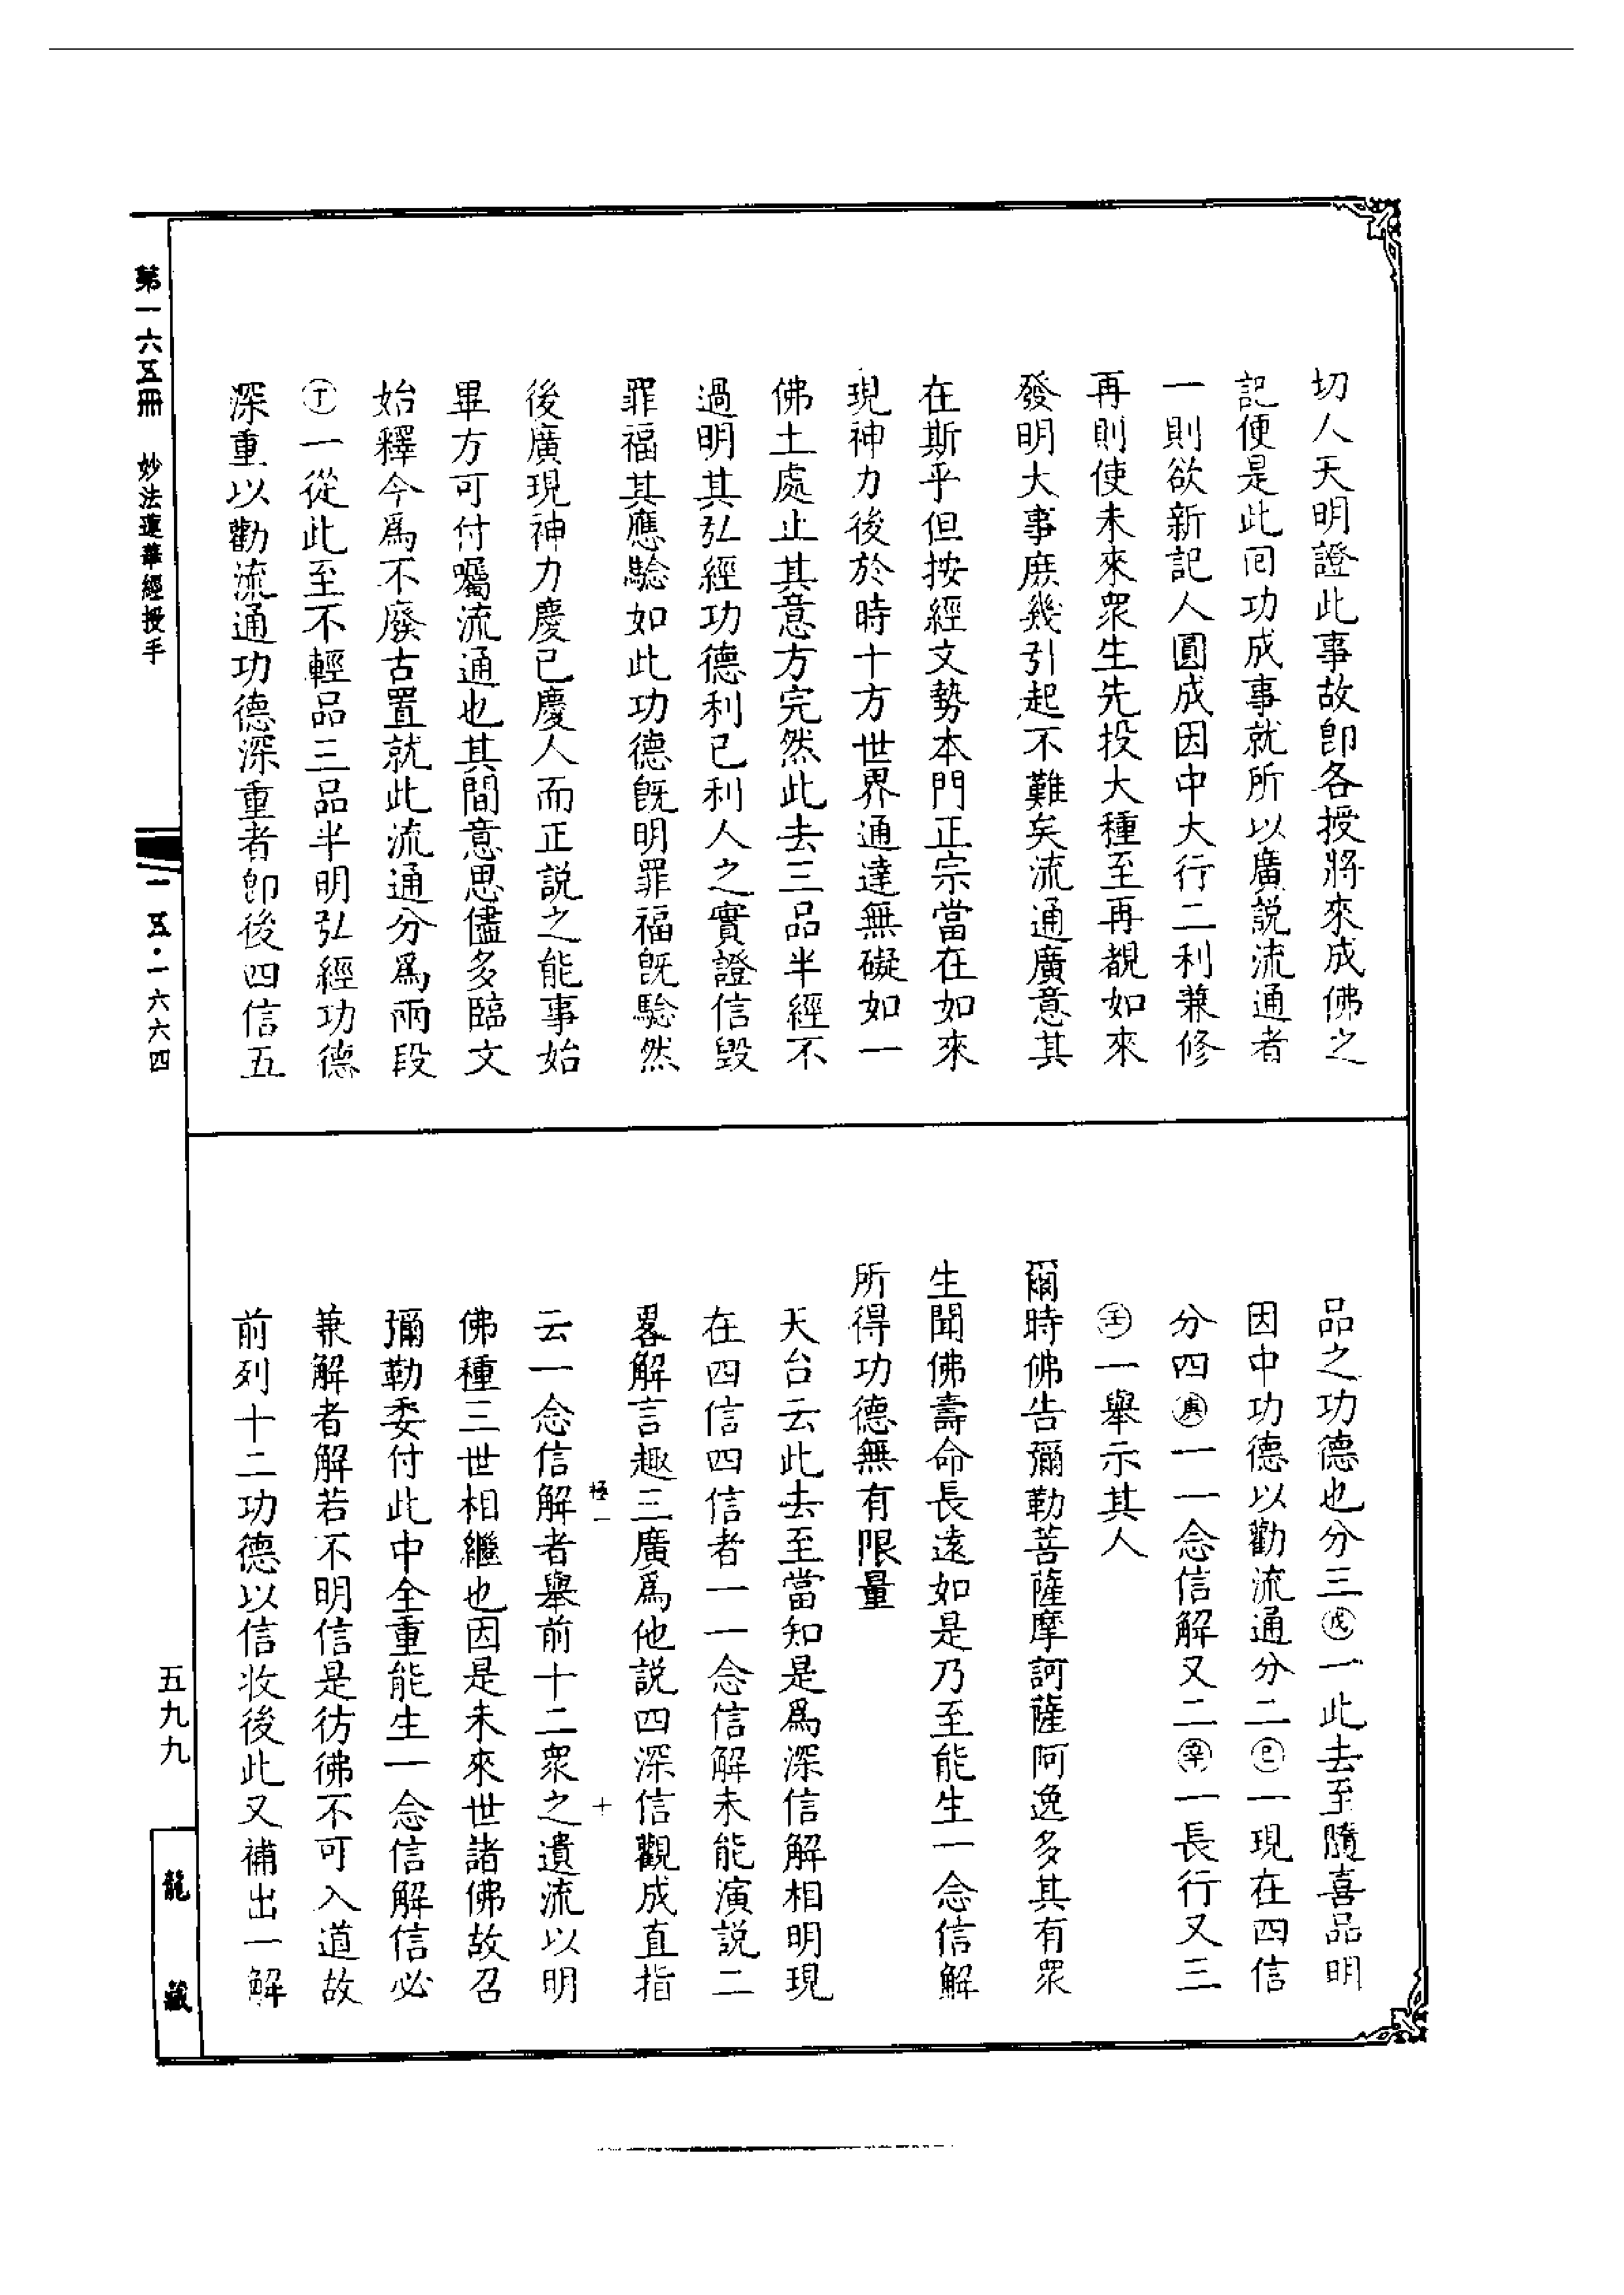 切人天明證此事故卽各授將來成佛之
記便是此回功成事就所以廣説流通者
一則欲新記人圓成因中大行二利兼修
再則使未來衆生先投大種至再覩如來
發明大事庶幾引起不難矣流通廣意其
在斯乎但按經文勢本門正宗當在如來
現神力後於時十方世界通達無礙如一
佛土處止其意方完然此去三品半經不
過明其弘經功德利已利人之實證信毀
罪福其應驗如此功德旣明罪福旣驗然
後廣現神力慶已慶人而正説之能事始
畢方可付囑流通也其間意思儘多臨文
始釋今爲不廢古置就此流通分爲兩段
㊀從此至不輕品三品半明弘經功德
深重以勸流通功德深重者卽後四信五
品之功德也分三(戊)一此去至隨喜品明
因中功德以勸流通分二(己)一現在四信
分四(庚)一一念信解又二(辛)一長行又三
(壬)一舉示其人
爾時佛告彌勒菩薩摩訶薩阿逸多其有衆
生聞佛壽命長遠如是乃至能生一念信解
所得功德無有限量
天台云此去至當知是爲深信解相明現
在四信四信者一一念信解未能演説二
畧解言趣三廣爲他説四深信觀成直指
云一念信解者舉前十二衆之遺流以明
佛種三世相繼也因是未來世諸佛故召
彌勒委付此中全重能生一念信解信必
兼解者解若不明信是彷彿不可入道故
前列十二功德以信收後此又補出一解
極一
十
第一六五冊　妙法蓮華經授手
一五·一六六四
五九九
龍藏